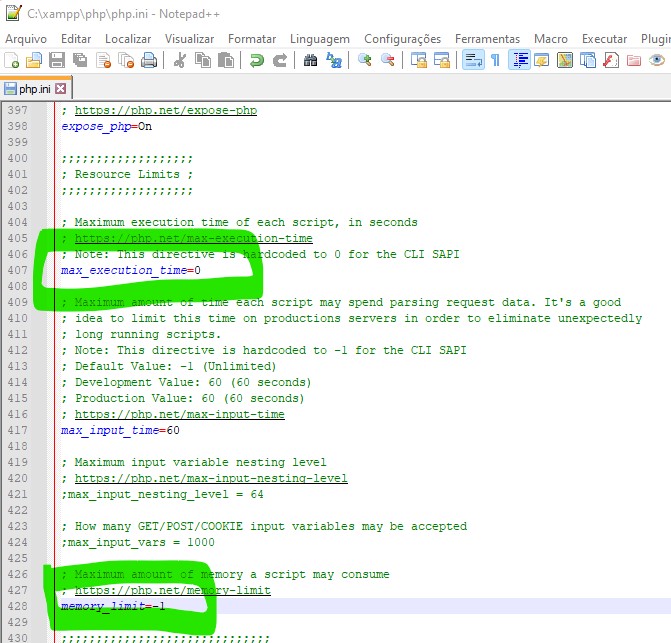 C:\xampp\php\php.ini - Notepad++
Arquivo Editar Localizar Visualizar Formatar Linguagem Configurações Ferramentas Macro Executar Plugin
php.ini
397 ; https://php.net/expose-php
398 expose_php=On
399
400 ;;;;;;;;;;;;;;;;;;;
401 ; Resource Limits ;
402 ;;;;;;;;;;;;;;;;;;;
403
404 ; Maximum execution time of each script, in seconds
405 ; https://php.net/max-execution-time
406 ; Note: This directive is hardcoded to 0 for the CLI SAPI
407 max_execution_time=0
408
409 ; Maximum amount of time each script may spend parsing request data. It's a good
410 ; idea to limit this time on productions servers in order to eliminate unexpectedly
411 ; long running scripts.
412 ; Note: This directive is hardcoded to -1 for the CLI SAPI
413 ; Default Value: -1 (Unlimited)
414 ; Development Value: 60 (60 seconds)
415 ; Production Value: 60 (60 seconds)
416 ; https://php.net/max-input-time
417 max_input_time=60
418
419 ; Maximum input variable nesting level
420 ; https://php.net/max-input-nesting-level
421 ;max_input_nesting_level = 64
422
423 ; How many GET/POST/COOKIE input variables may be accepted
424 ;max_input_vars = 1000
425
426 ; Maximum amount of memory a script may consume
427 ; https://php.net/memory-limit
428 memory_limit=-1
429
430 ;;;;;;;;;;;;;;;;;;;;;;;;;;;;;;